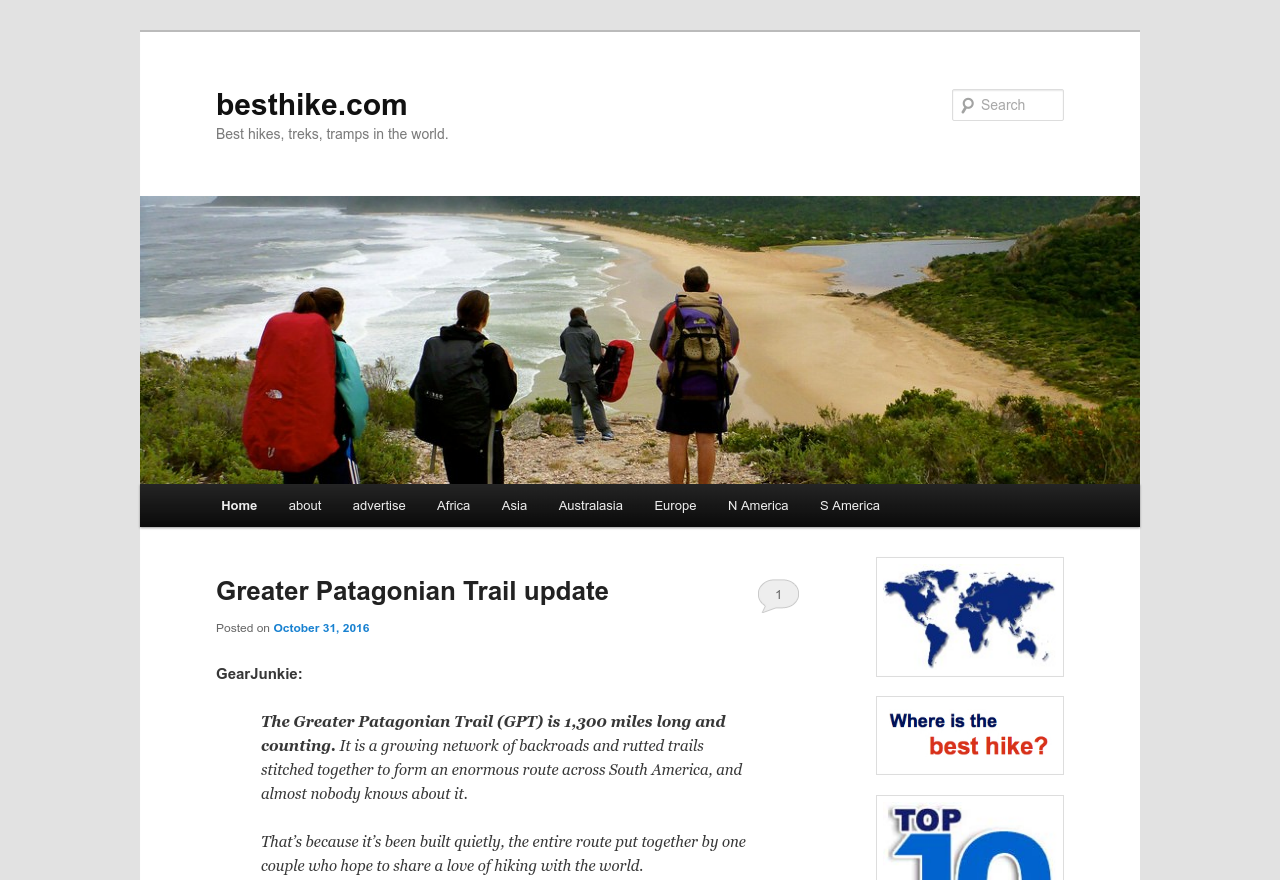 besthike.com
Best hikes, treks, tramps in the world.
Search
Home about advertise Africa Asia Australasia Europe N America S America
Greater Patagonian Trail update
1
Posted on October 31, 2016
GearJunkie:
The Greater Patagonian Trail (GPT) is 1,300 miles long and
counting. It is a growing network of backroads and rutted trails
stitched together to form an enormous route across South America, and
almost nobody knows about it.
That’s because it’s been built quietly, the entire route put together by one
couple who hope to share a love of hiking with the world.
Where is the
best hike?
TOP
10